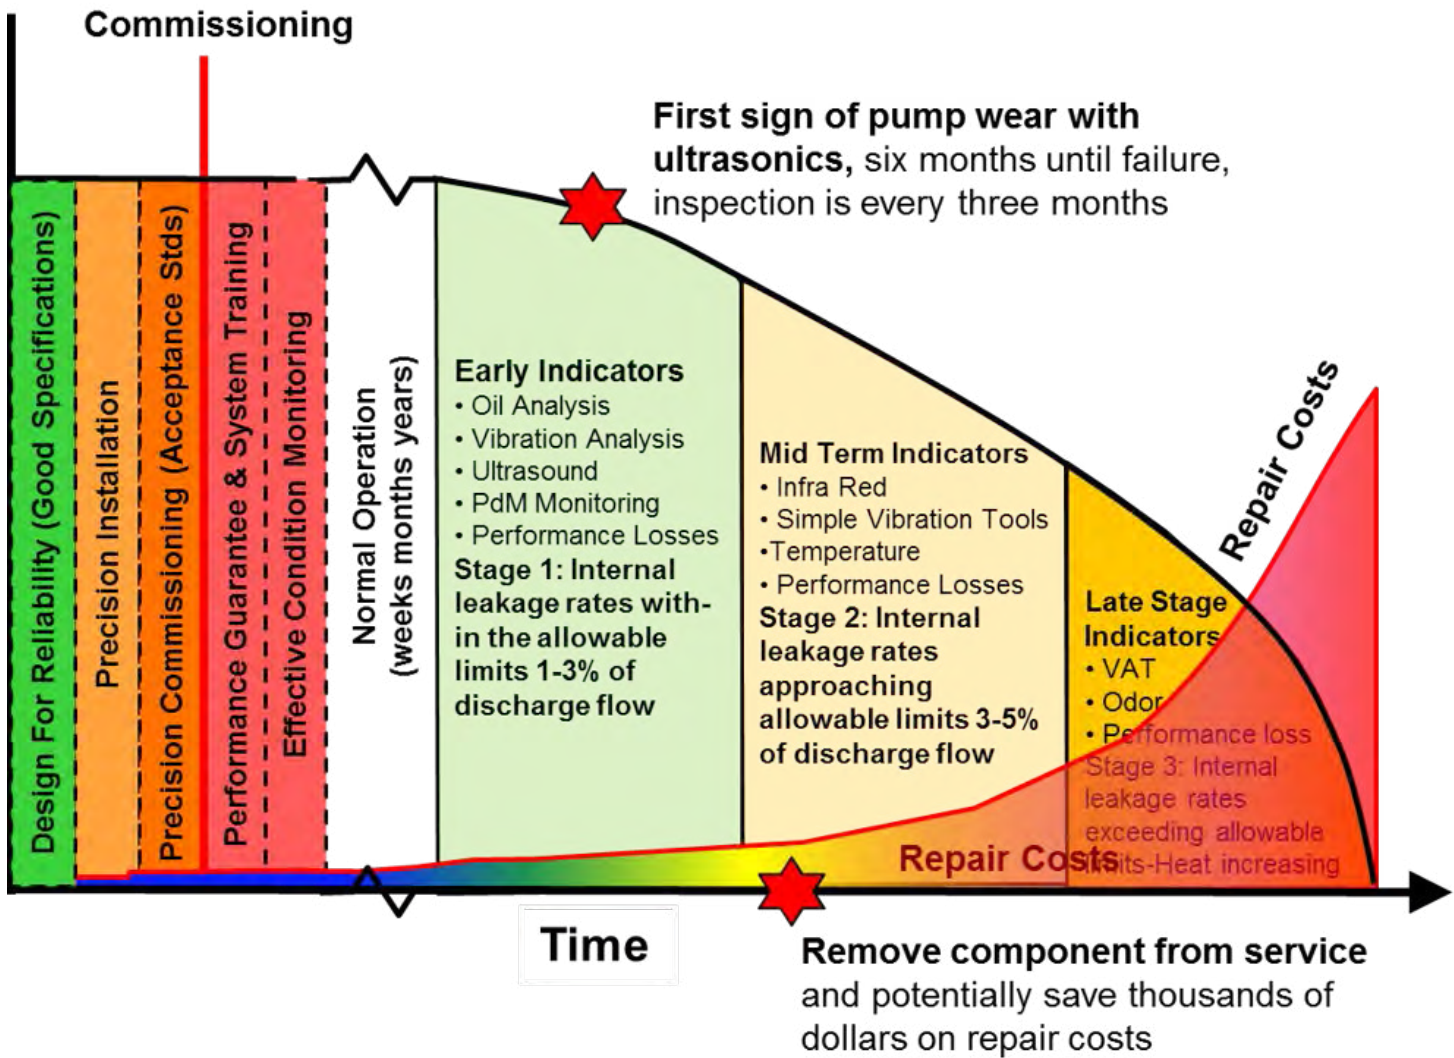 Commissioning
First sign of pump wear with
ultrasonics, six months until failure,
inspection is every three months
Design For Reliability (Good Specifications)
Precision Installation
Precision Commissioning (Acceptance Stds)
Performance Guarantee & System Training
Effective Condition Monitoring
Normal Operation
(weeks months years)
Early Indicators
• Oil Analysis
• Vibration Analysis
• Ultrasound
• PdM Monitoring
• Performance Losses
Stage 1: Internal
leakage rates with-
in the allowable
limits 1-3% of
discharge flow
Mid Term Indicators
• Infra Red
• Simple Vibration Tools
•Temperature
• Performance Losses
Stage 2: Internal
leakage rates
approaching
allowable limits 3-5%
of discharge flow
Late Stage
Indicators
• VAT
• Odor
• Performance loss
Stage 3: Internal
leakage rates
exceeding allowable
limits-Heat increasing
Repair Costs
Repair Costs
Time
Remove component from service
and potentially save thousands of
dollars on repair costs